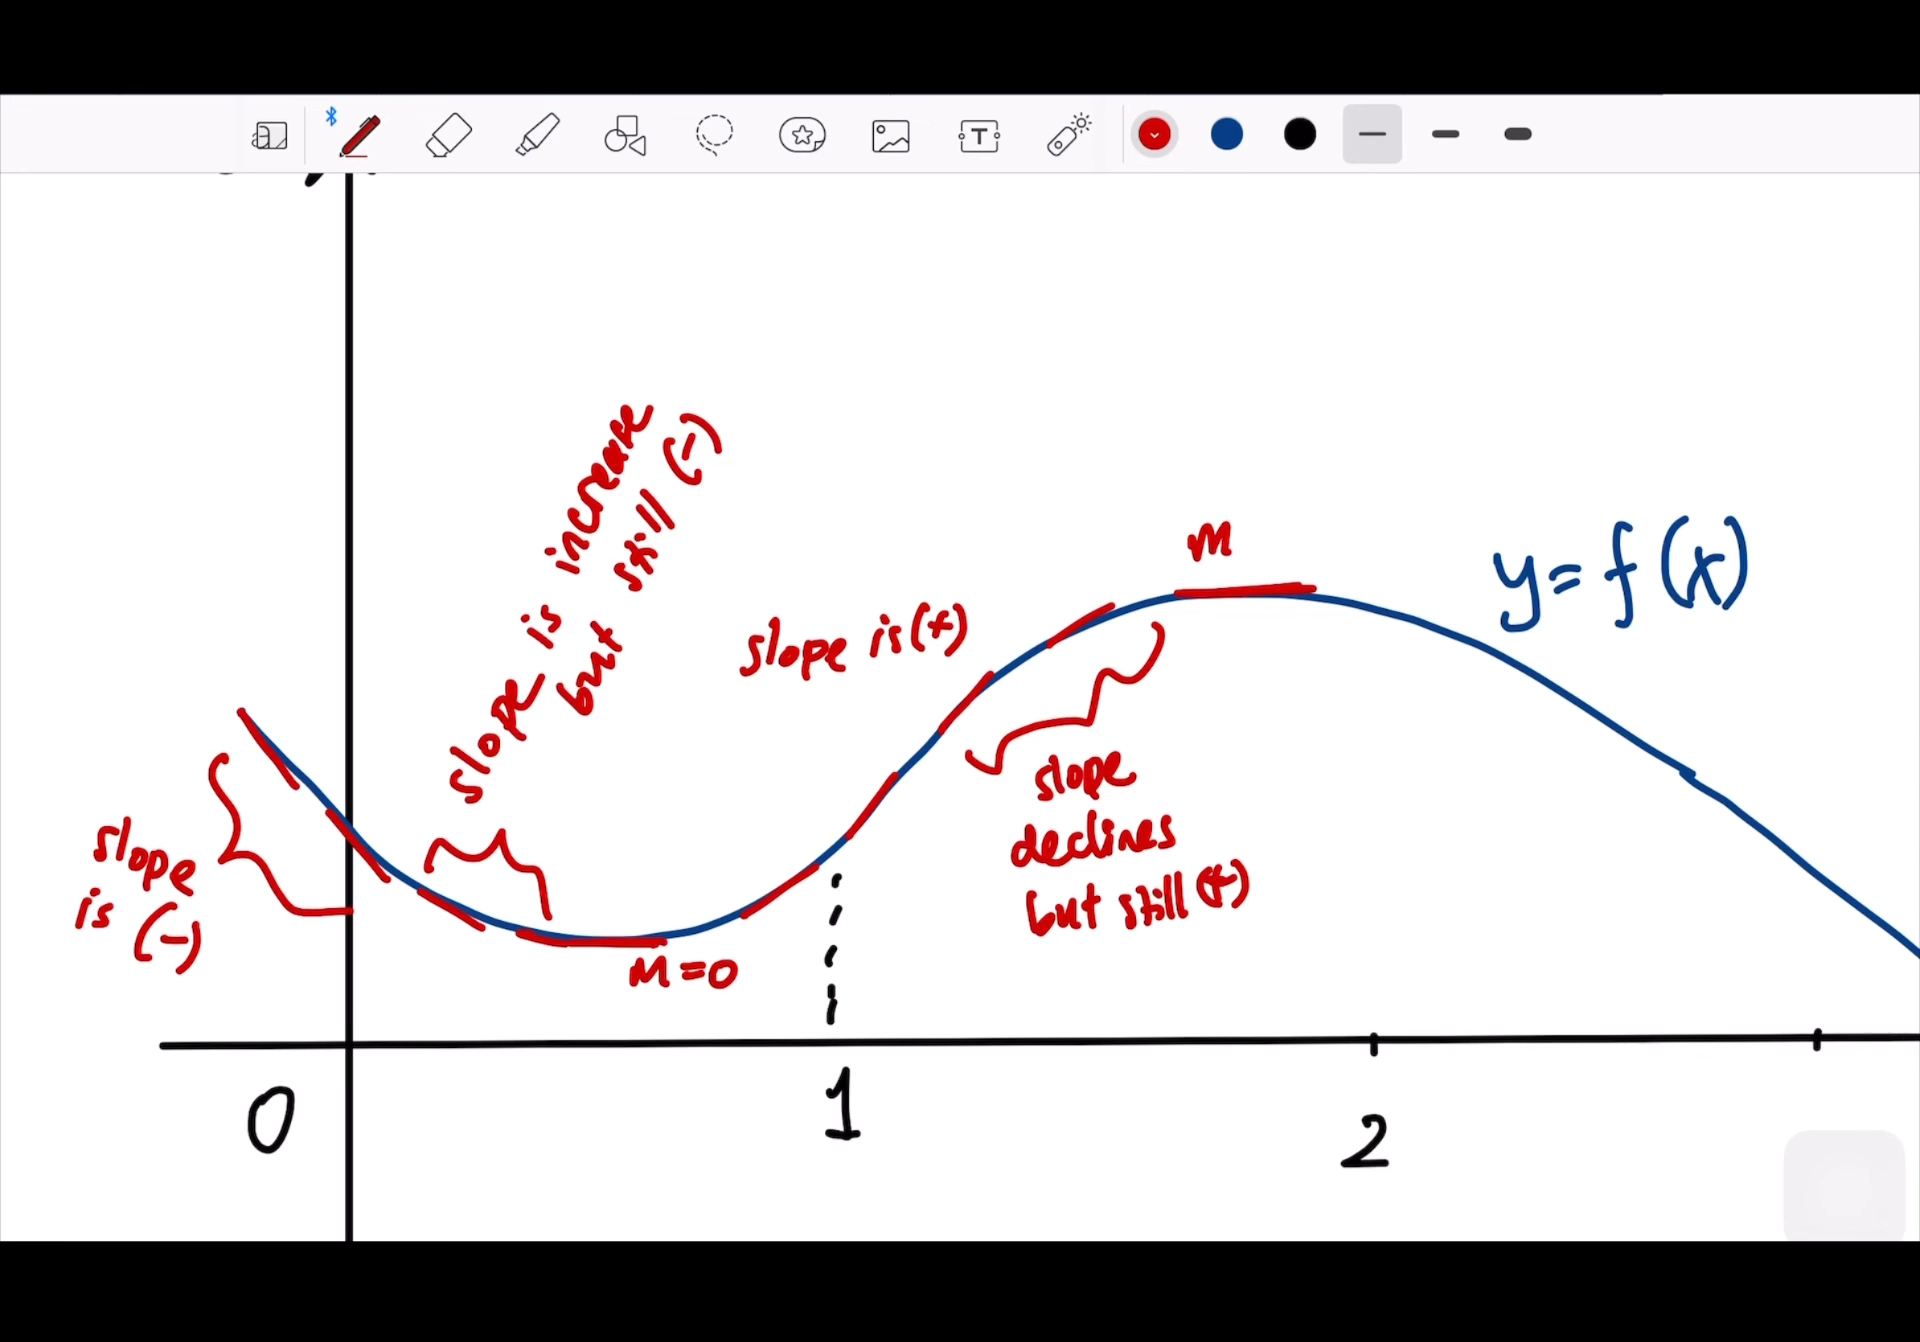 slope is increase
but still (-)
m
y=f(x)
slope is(+)
slope
is (-)
slope
declines
but still (+)
M=0
0
1
2